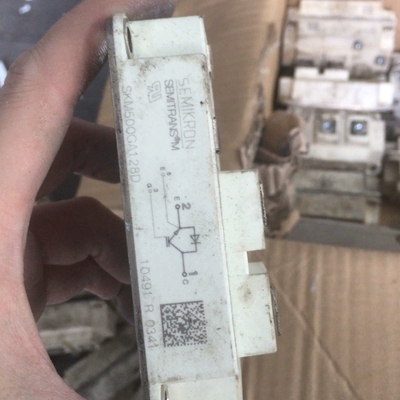 SEMIKRON
SEMITRANS M
SKM500GA128D
2
1
E
C
10491 R 0341